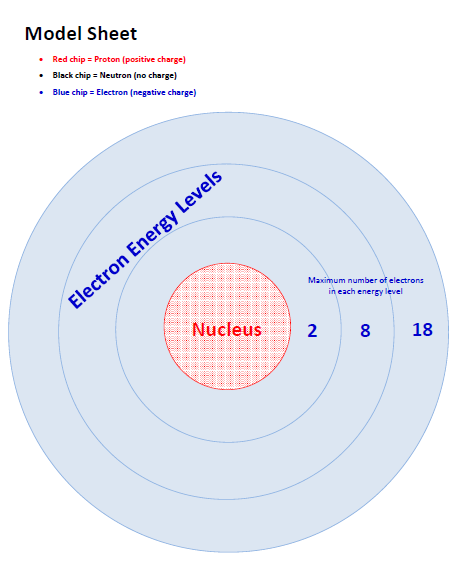 Model Sheet
• Red chip = Proton (positive charge)
• Black chip = Neutron (no charge)
• Blue chip = Electron (negative charge)
Electron Energy Levels
Maximum number of electrons
in each energy level
Nucleus 2 8 18